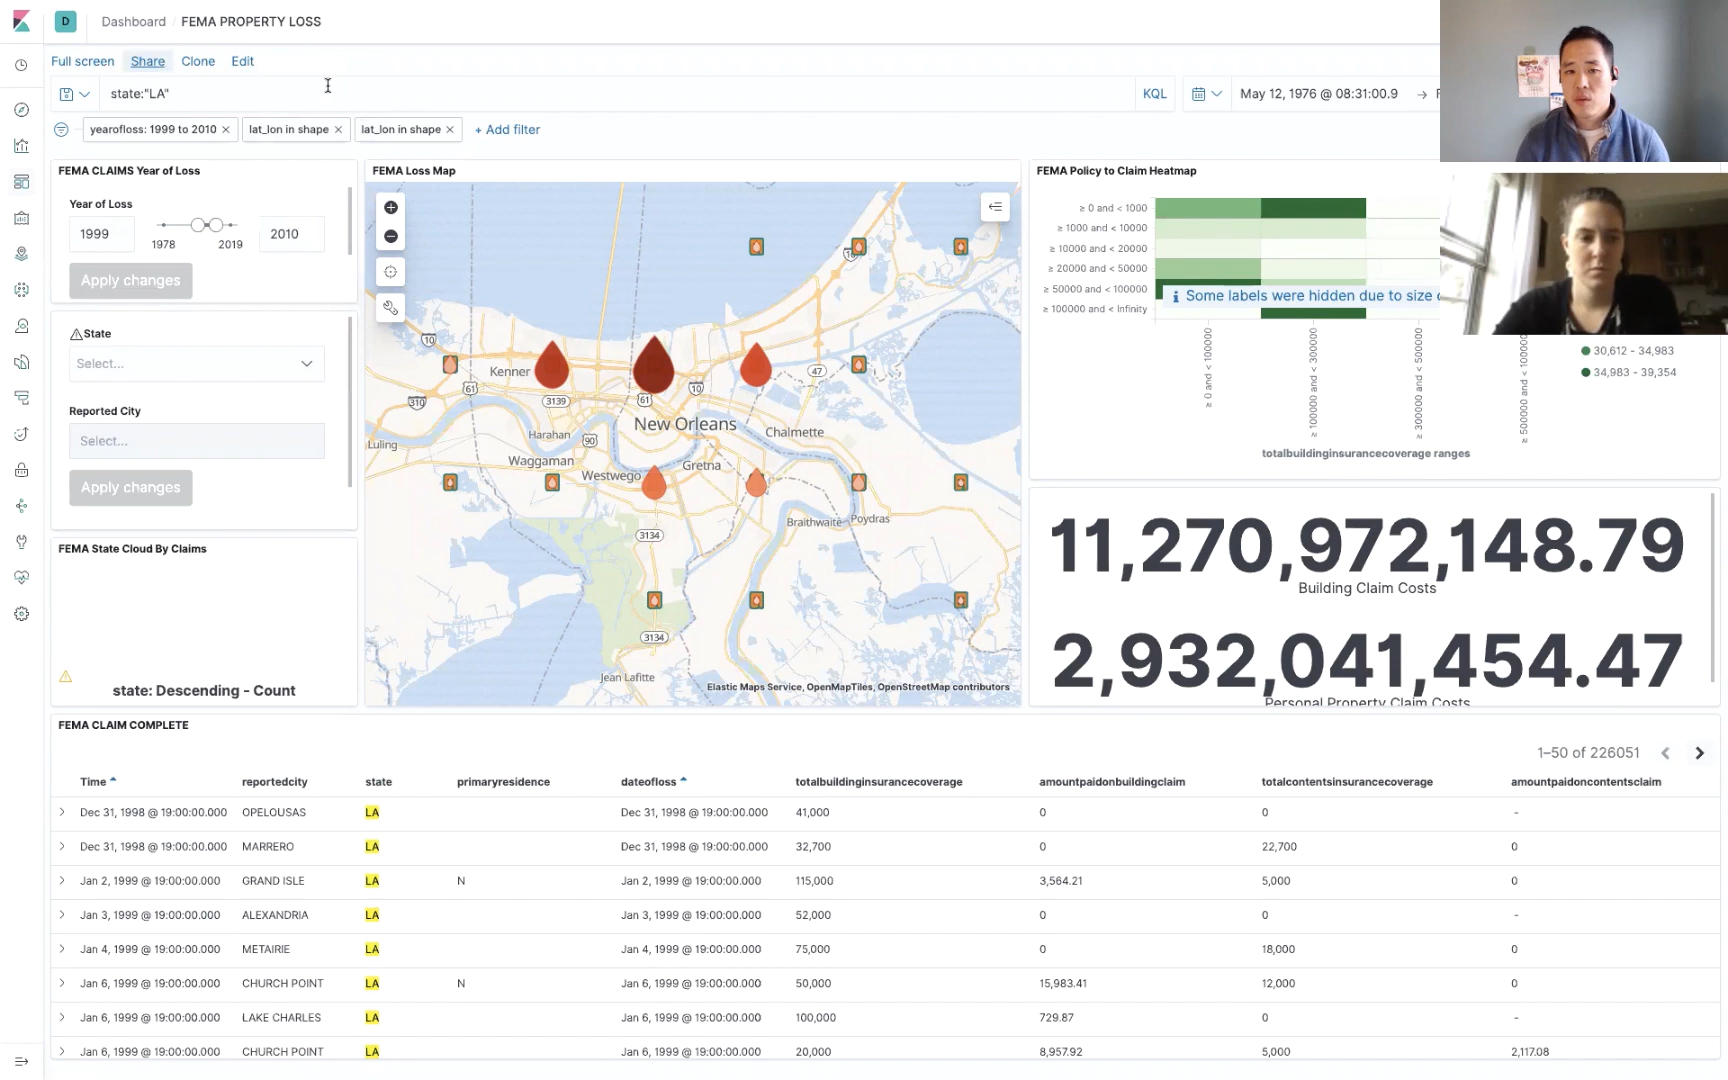 D Dashboard / FEMA PROPERTY LOSS
Full screen Share Clone Edit
state:"LA" KQL May 12, 1976 @ 08:31:00.9 →
yearofloss: 1999 to 2010 × lat_lon in shape × lat_lon in shape × + Add filter
FEMA CLAIMS Year of Loss
Year of Loss
1999 1978 2019 2010
Apply changes
State
Select...
Reported City
Select...
Apply changes
FEMA State Cloud By Claims
state: Descending - Count
FEMA Loss Map
10
10
Kenner
61
310
3139
61
10
47
New Orleans
Harahan
90
Chalmette
Luling
Waggaman
Gretna
Westwego
Braithwaite
Poydras
3134
3134
Jean Lafitte
Elastic Maps Service, OpenMapTiles, OpenStreetMap contributors
FEMA Policy to Claim Heatmap
≥ 0 and < 1000
≥ 1000 and < 10000
≥ 10000 and < 20000
≥ 20000 and < 50000
≥ 50000 and < 100000
≥ 100000 and < Infinity
Some labels were hidden due to size
≥ 0 and < 100000
≥ 100000 and < 300000
≥ 300000 and < 500000
≥ 500000 and < 100000
30,612 - 34,983
34,983 - 39,354
totalbuildinginsurancecoverage ranges
11,270,972,148.79
Building Claim Costs
2,932,041,454.47
Personal Property Claim Costs
FEMA CLAIM COMPLETE
1–50 of 226051
Time reportedcity state primaryresidence dateofloss totalbuildinginsurancecoverage amountpaidonbuildingclaim totalcontentsinsurancecoverage amountpaidoncontentsclaim
Dec 31, 1998 @ 19:00:00.000 OPELOUSAS LA Dec 31, 1998 @ 19:00:00.000 41,000 0 0 -
Dec 31, 1998 @ 19:00:00.000 MARRERO LA Dec 31, 1998 @ 19:00:00.000 32,700 0 22,700 0
Jan 2, 1999 @ 19:00:00.000 GRAND ISLE LA N Jan 2, 1999 @ 19:00:00.000 115,000 3,564.21 5,000 0
Jan 3, 1999 @ 19:00:00.000 ALEXANDRIA LA Jan 3, 1999 @ 19:00:00.000 52,000 0 0 -
Jan 4, 1999 @ 19:00:00.000 METAIRIE LA Jan 4, 1999 @ 19:00:00.000 75,000 0 18,000 0
Jan 6, 1999 @ 19:00:00.000 CHURCH POINT LA N Jan 6, 1999 @ 19:00:00.000 50,000 15,983.41 12,000 0
Jan 6, 1999 @ 19:00:00.000 LAKE CHARLES LA Jan 6, 1999 @ 19:00:00.000 100,000 729.87 0 -
Jan 6, 1999 @ 19:00:00.000 CHURCH POINT LA Jan 6, 1999 @ 19:00:00.000 20,000 8,957.92 5,000 2,117.08